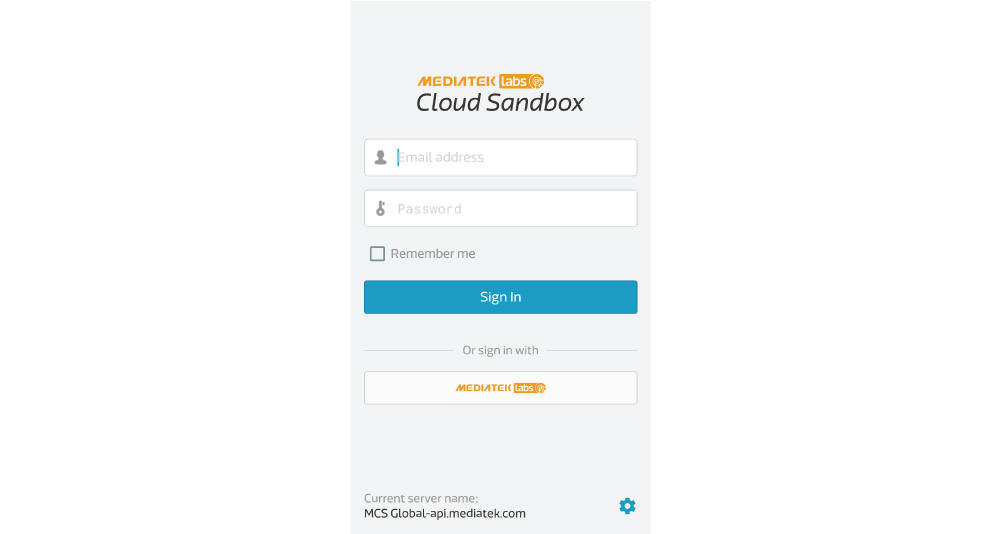 MEDIATEK labs
Cloud Sandbox
Email address
Password
Remember me
Sign In
Or sign in with
MEDIATEK labs
Current server name:
MCS Global-api.mediatek.com